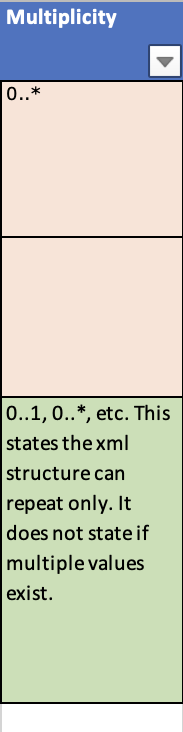 Multiplicity
0..*
0..1, 0..*, etc. This
states the xml
structure can
repeat only. It
does not state if
multiple values
exist.